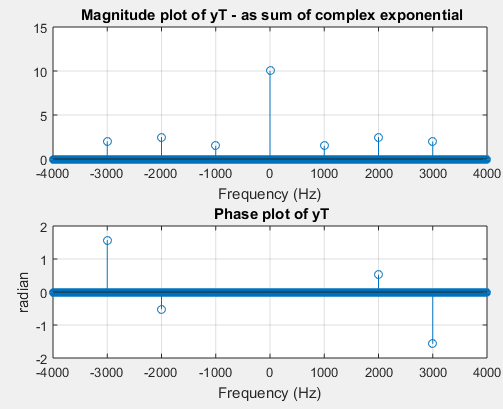 Magnitude plot of yT - as sum of complex exponential
15
10
5
0
-4000 -3000 -2000 -1000 0 1000 2000 3000 4000
Frequency (Hz)
Phase plot of yT
2
1
0
-1
-2
radian
-4000 -3000 -2000 -1000 0 1000 2000 3000 4000
Frequency (Hz)